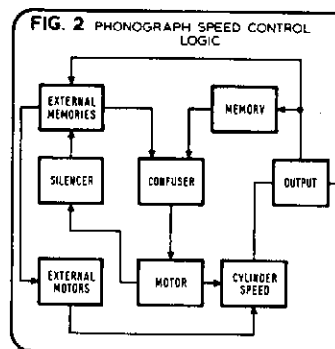 FIG. 2 PHONOGRAPH SPEED CONTROL
LOGIC
EXTERNAL
MEMORIES
MEMORY
SILENCER
CONFUSER
OUTPUT
EXTERNAL
MOTORS
MOTOR
CYLINDER
SPEED